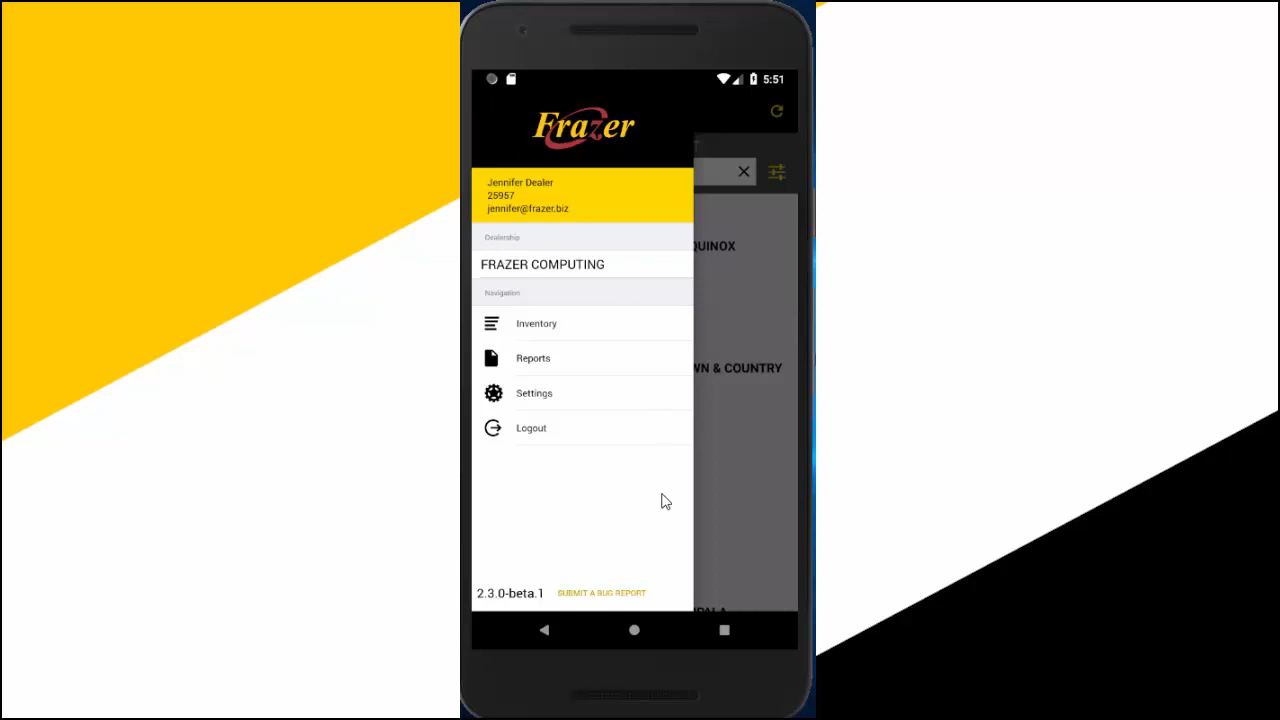 5:51
Frazer
Jennifer Dealer
25957
jennifer@frazer.biz
QUINOX
Dealership
FRAZER COMPUTING
Navigation
Inventory
Reports
WN & COUNTRY
Settings
Logout
2.3.0-beta.1 SUBMIT A BUG REPORT